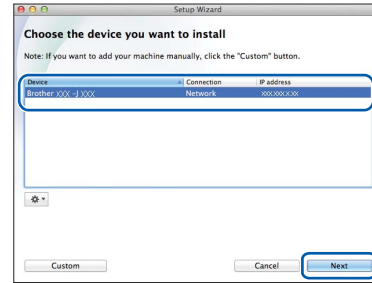 Setup Wizard
Choose the device you want to install
Note: If you want to add your machine manually, click the "Custom" button.
Device Connection IP address
Brother XXX -J XXX Network XXX.XXX.X.XX
Custom Cancel Next